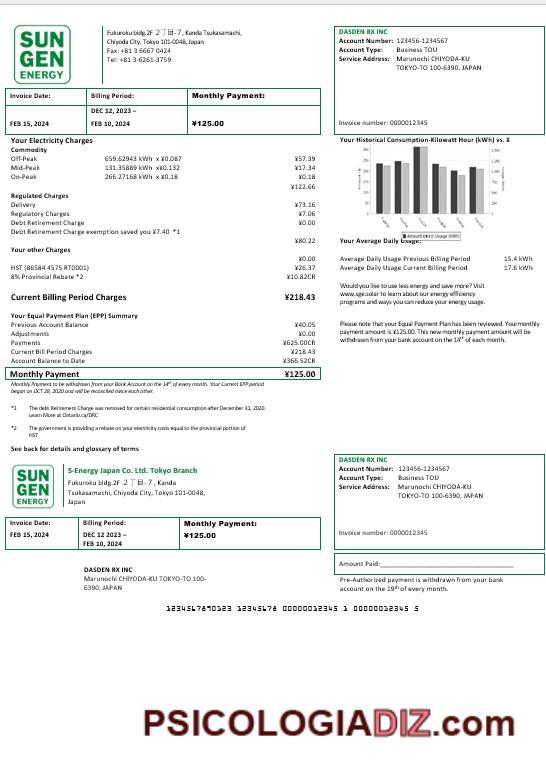 SUN
GEN
ENERGY
Fukuroku bldg.2F 2丁目-7, Kanda Tsukasamachi,
Chiyoda City, Tokyo 101-0048, Japan
Fax: +81 3 6667 0424
Tel: +81 3-6261-3759
DASDEN RX INC
Account Number: 123456-1234567
Account Type: Business TOU
Service Address: Marunochi CHIYODA-KU
TOKYO-TO 100-6390, JAPAN
Invoice number: 0000012345
Invoice Date: Billing Period: Monthly Payment:
DEC 12, 2023 –
FEB 15, 2024 FEB 10, 2024 ¥125.00
Your Electricity Charges
Commodity
Off-Peak 659.62943 kWh x ¥0.087 ¥57.39
Mid-Peak 131.35889 kWh x¥0.132 ¥17.34
On-Peak 266.27168 kWh x ¥0.18 ¥0.18
¥122.66
Regulated Charges
Delivery ¥73.16
Regulatory Charges ¥7.06
Debt Retirement Charge ¥0.00
Debt Retirement Charge exemption saved you ¥7.40 *1
¥80.22
Your other Charges
¥0.00
HST (86584 4575 RT0001) ¥26.37
8% Provincial Rebate *2 ¥10.82CR
Current Billing Period Charges ¥218.43
Your Equal Payment Plan (EPP) Summary
Previous Account Balance ¥40.05
Adjustments ¥0.00
Payments ¥625.00CR
Current Bill Period Charges ¥218.43
Account Balance to Date ¥366.52CR
Monthly Payment ¥125.00
Monthly Payment to be withdrawn from your Bank Account on the 14th of every month. Your Current EPP period
began on OCT 28, 2020 and will be reconciled twice each other.
*1 The debt Retirement Charge was removed for certain residential consumption after December 31, 2020.
Learn More at Ontario.ca/DRC
*2 The government is providing a rebate on your electricity costs equal to the provincial portion of
HST
See back for details and glossary of terms
Your Historical Consumption-Kilowatt Hour (kWh) vs. ¥
Amount Usage (kWh)
Your Average Daily Usage:
Average Daily Usage Previous Billing Period 15.4 kWh
Average Daily Usage Current Billing Period 17.6 kWh
Would you like to use less energy and save more? Visit
www.sge.solar to learn about our energy efficiency
programs and ways you can reduce your energy usage.
Please note that your Equal Payment Plan has been reviewed. Yourmonthly
payment amount is ¥125.00. This new monthly payment amount will be
withdrawn from your bank account on the 14th of each month.
SUN
GEN
ENERGY
S-Energy Japan Co. Ltd. Tokyo Branch
Fukuroku bldg.2F 2丁目-7, Kanda
Tsukasamachi, Chiyoda City, Tokyo 101-0048,
Japan
DASDEN RX INC
Account Number: 123456-1234567
Account Type: Business TOU
Service Address: Marunochi CHIYODA-KU
TOKYO-TO 100-6390, JAPAN
Invoice number: 0000012345
Invoice Date: Billing Period: Monthly Payment:
FEB 15, 2024 DEC 12 2023 – ¥125.00
FEB 10, 2024
Amount Paid:
DASDEN RX INC
Marunochi CHIYODA-KU TOKYO-TO 100-
6390, JAPAN
Pre-Authorized payment is withdrawn from your bank
account on the 19th of every month.
1234567890123 12345678 00000012345 1 00000012345 5
PSICOLOGIADIZ.com